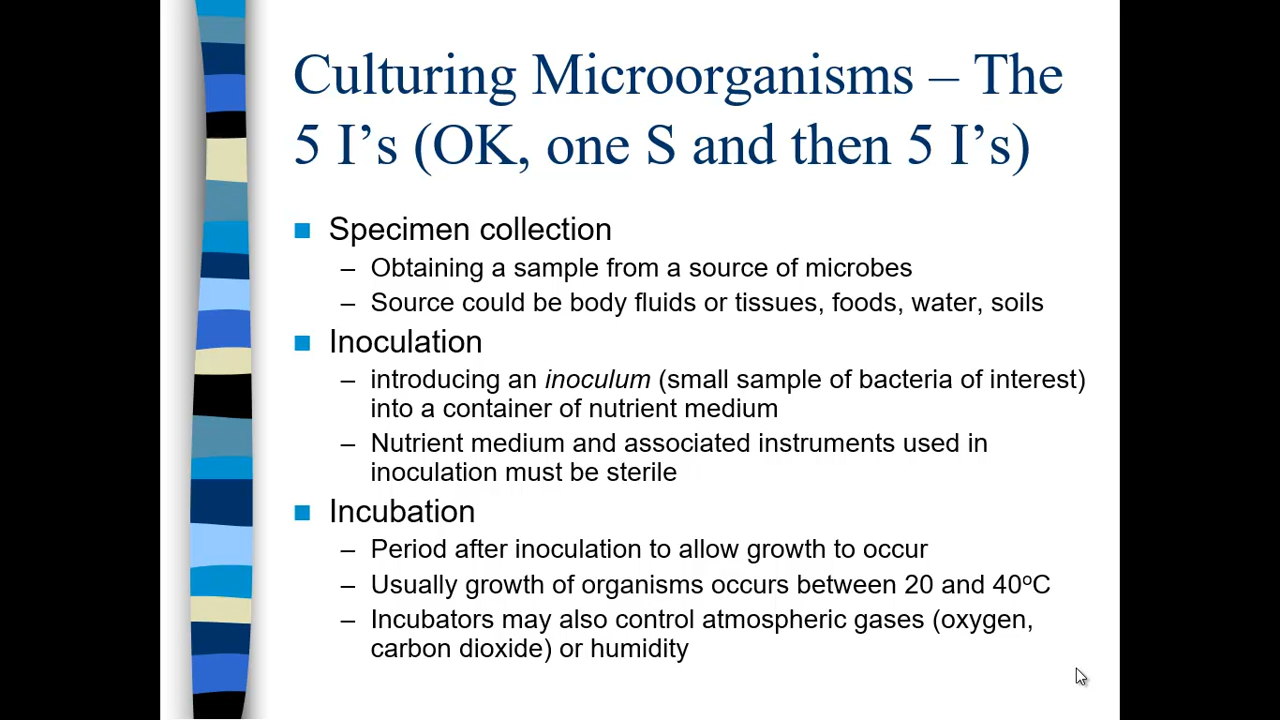 Culturing Microorganisms – The
5 I’s (OK, one S and then 5 I’s)
Specimen collection
– Obtaining a sample from a source of microbes
– Source could be body fluids or tissues, foods, water, soils
Inoculation
– introducing an inoculum (small sample of bacteria of interest)
into a container of nutrient medium
– Nutrient medium and associated instruments used in
inoculation must be sterile
Incubation
– Period after inoculation to allow growth to occur
– Usually growth of organisms occurs between 20 and 40ºC
– Incubators may also control atmospheric gases (oxygen,
carbon dioxide) or humidity